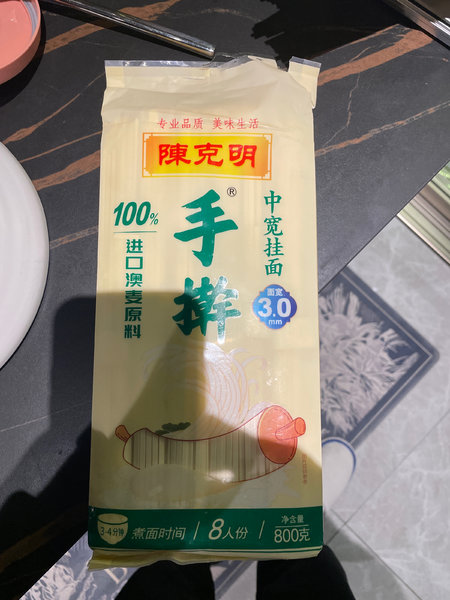 专业品质 美味生活
陳克明
®
手擀
中宽挂面
100%
进口澳麦原料
面宽
3.0
mm
3-4分钟
煮面时间
8人份
净含量
800克